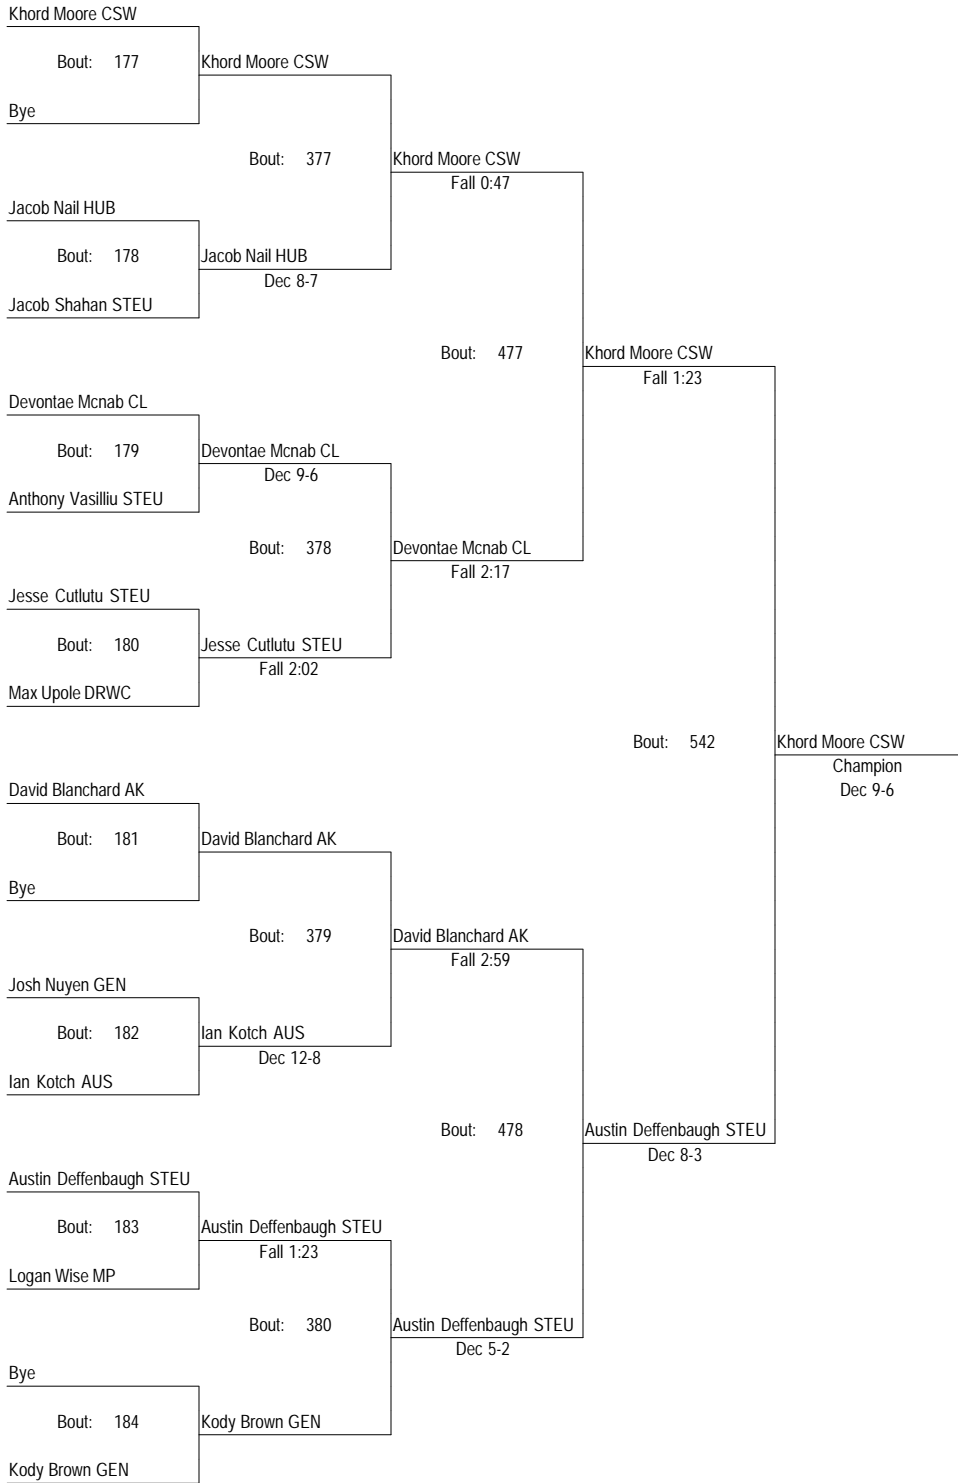 Khord Moore CSW
Bout: 177 Khord Moore CSW
Bye
Bout: 377 Khord Moore CSW
Fall 0:47
Jacob Nail HUB
Bout: 178 Jacob Nail HUB
Dec 8-7
Jacob Shahan STEU
Bout: 477 Khord Moore CSW
Fall 1:23
Devontae Mcnab CL
Bout: 179 Devontae Mcnab CL
Dec 9-6
Anthony Vasilliu STEU
Bout: 378 Devontae Mcnab CL
Fall 2:17
Jesse Cutlutu STEU
Bout: 180 Jesse Cutlutu STEU
Fall 2:02
Max Upole DRWC
Bout: 542 Khord Moore CSW
Champion
Dec 9-6
David Blanchard AK
Bout: 181 David Blanchard AK
Bye
Bout: 379 David Blanchard AK
Fall 2:59
Josh Nuyen GEN
Bout: 182 Ian Kotch AUS
Dec 12-8
Ian Kotch AUS
Bout: 478 Austin Deffenbaugh STEU
Dec 8-3
Austin Deffenbaugh STEU
Bout: 183 Austin Deffenbaugh STEU
Fall 1:23
Logan Wise MP
Bout: 380 Austin Deffenbaugh STEU
Dec 5-2
Bye
Bout: 184 Kody Brown GEN
Kody Brown GEN